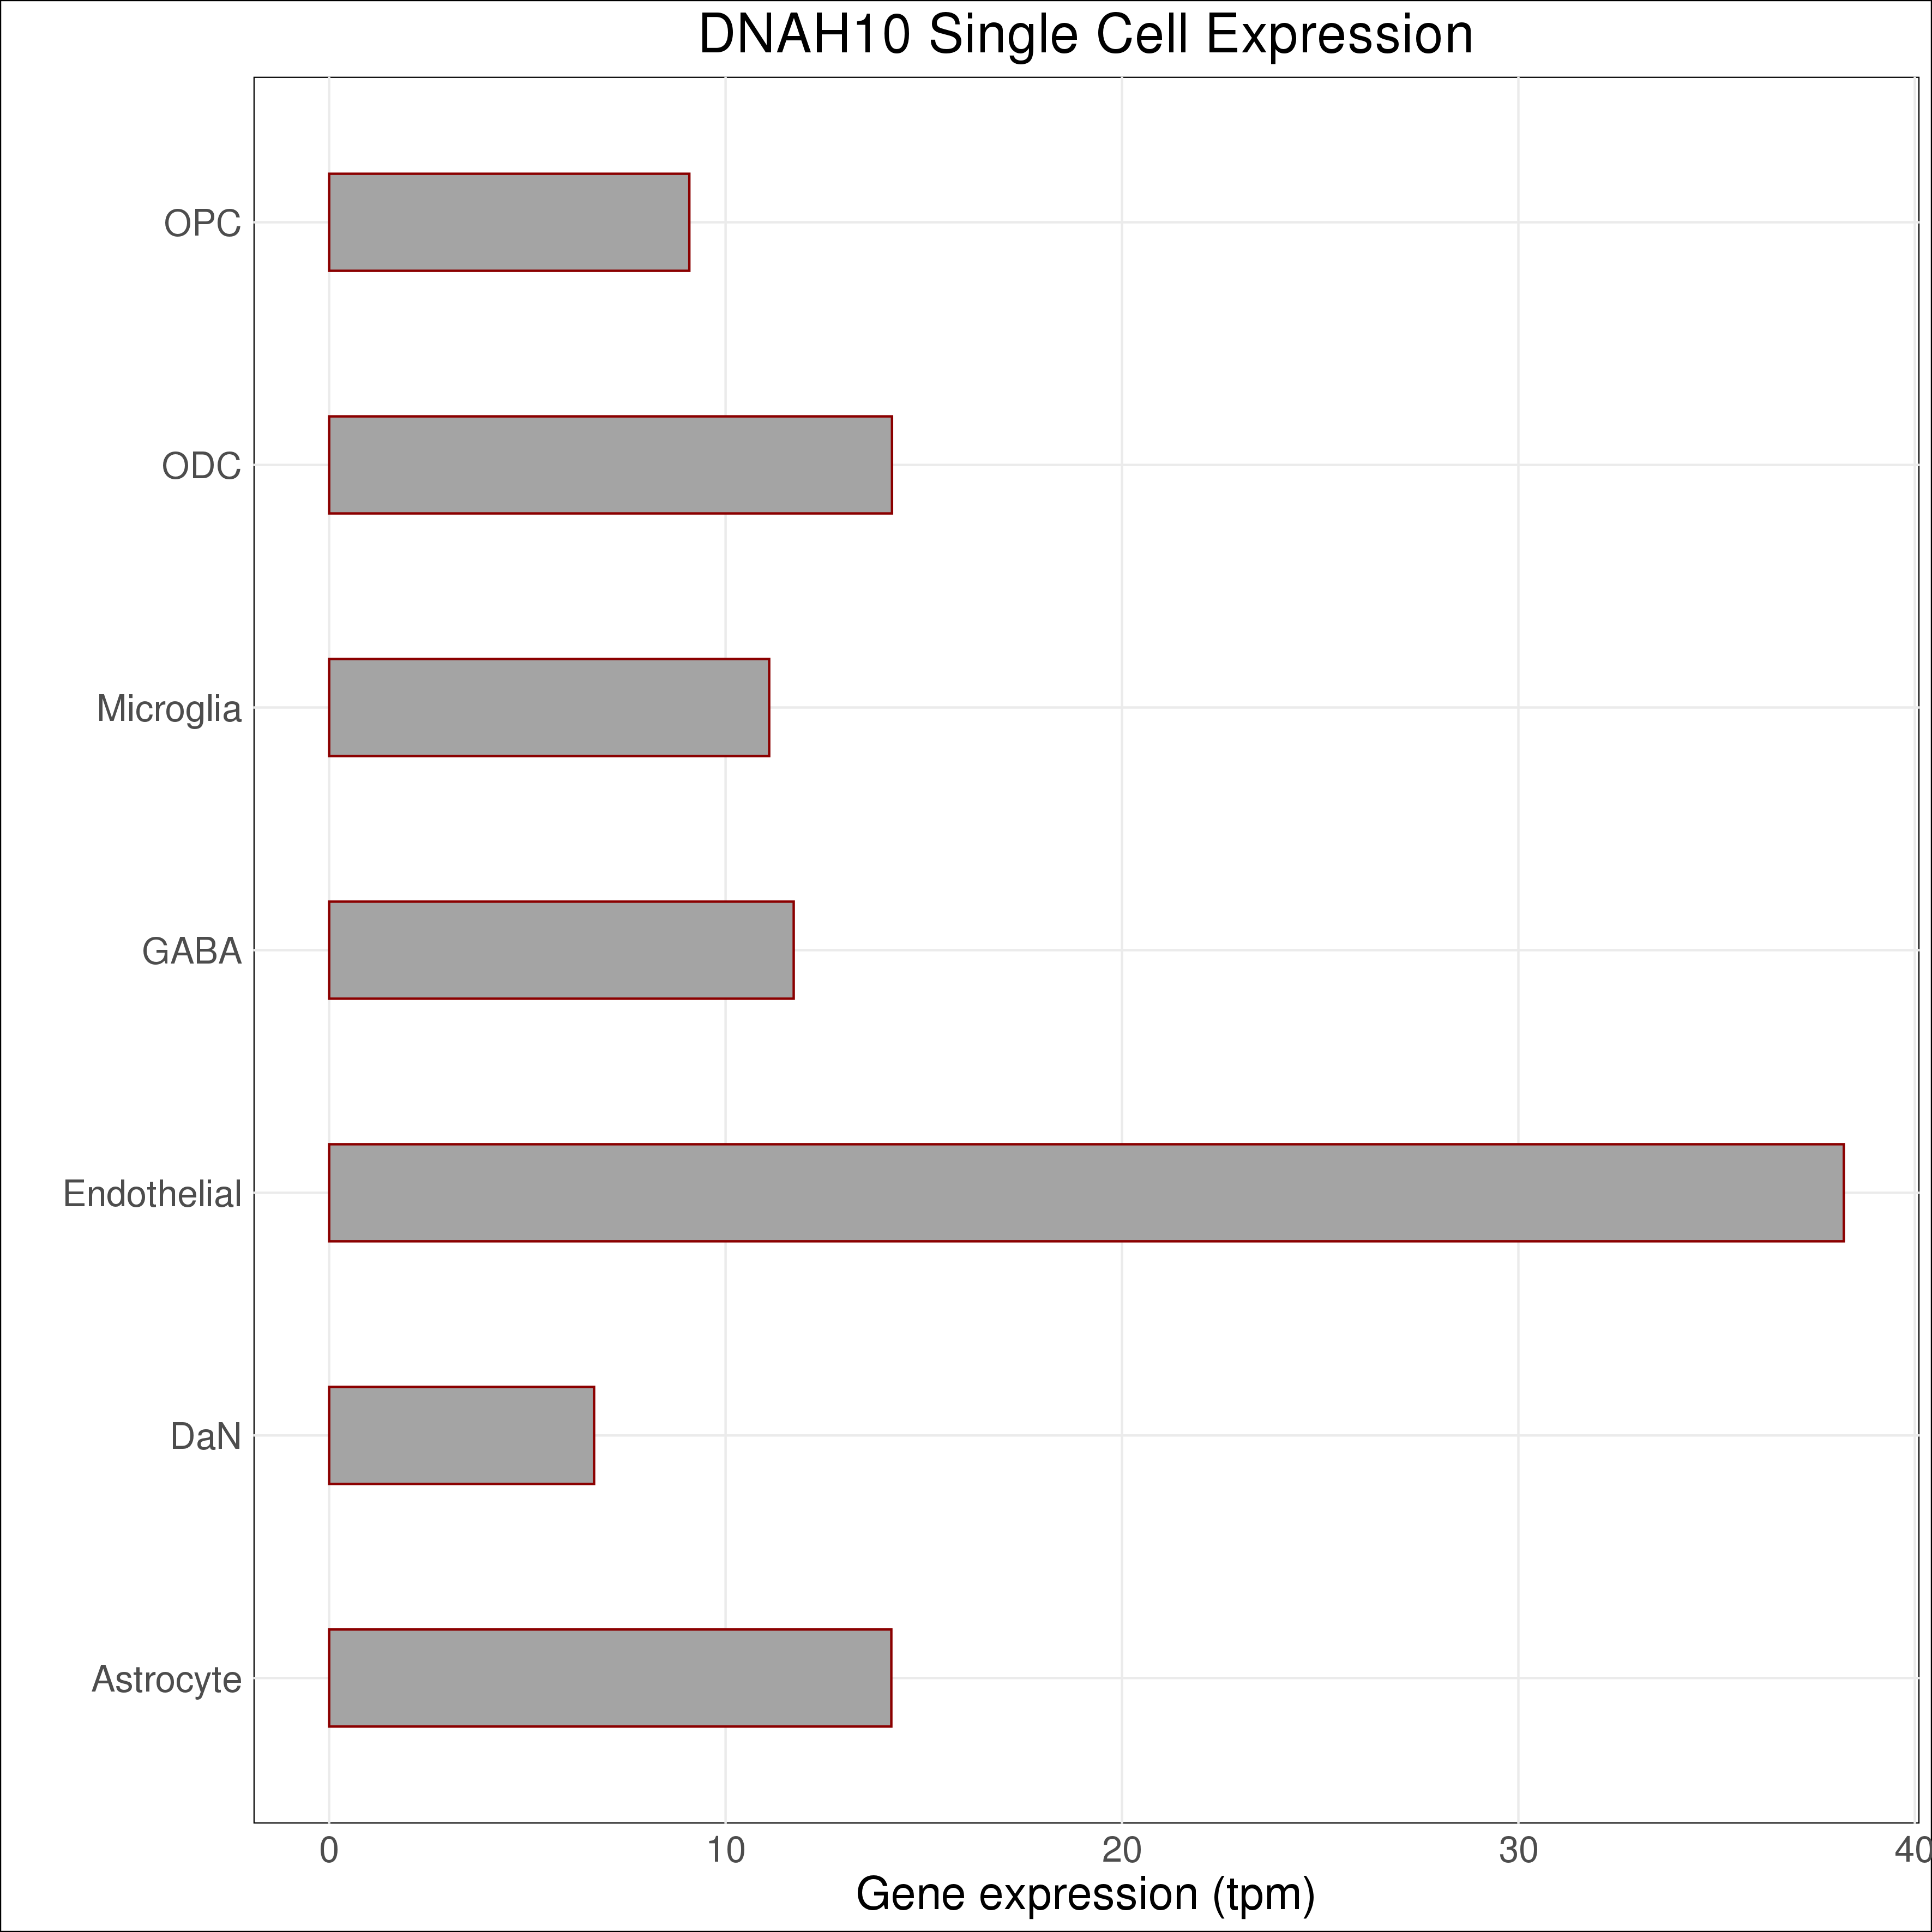 DNAH10 Single Cell Expression
OPC
ODC
Microglia
GABA
Endothelial
DaN
Astrocyte
0 10 20 30 40
Gene expression (tpm)